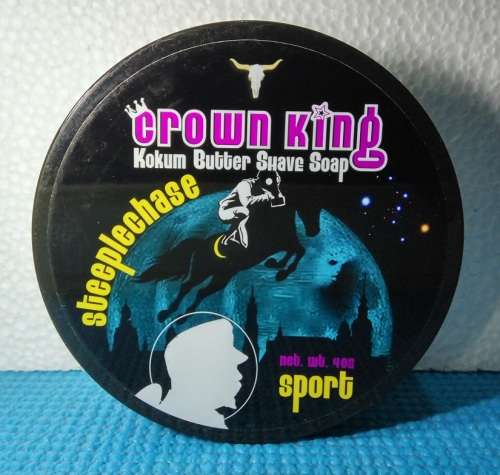 Crown King
Kokum Butter Shave Soap
steeplechase
net. wt. 4oz
sport